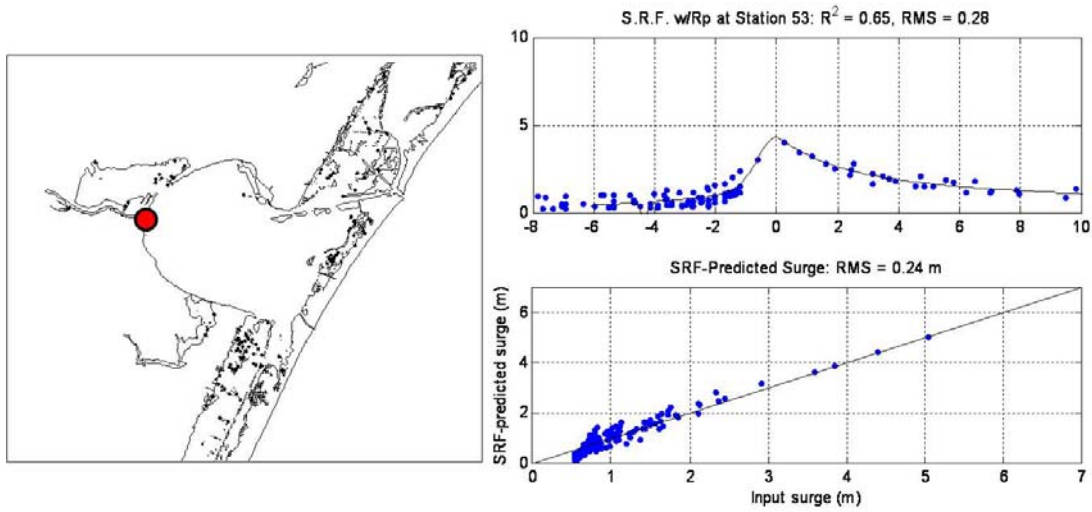 S.R.F. w/Rp at Station 53: R² = 0.65, RMS = 0.28
10
5
0
-8 -6 -4 -2 0 2 4 6 8 10
SRF-Predicted Surge: RMS = 0.24 m
SRF-predicted surge (m)
6
4
2
0
0 1 2 3 4 5 6 7
Input surge (m)